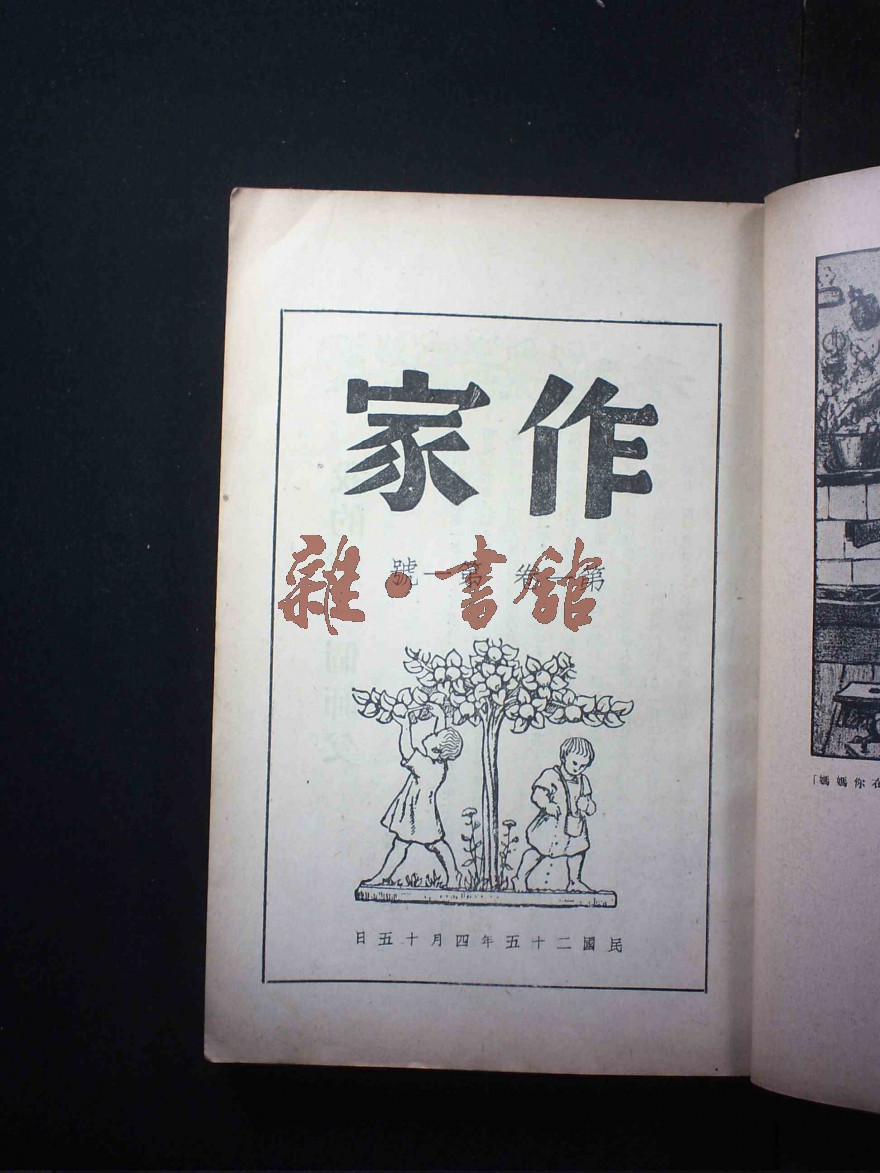 作家
第一卷 第一號
雜·書館
民國二十五年四月十五日
在你媽媽「